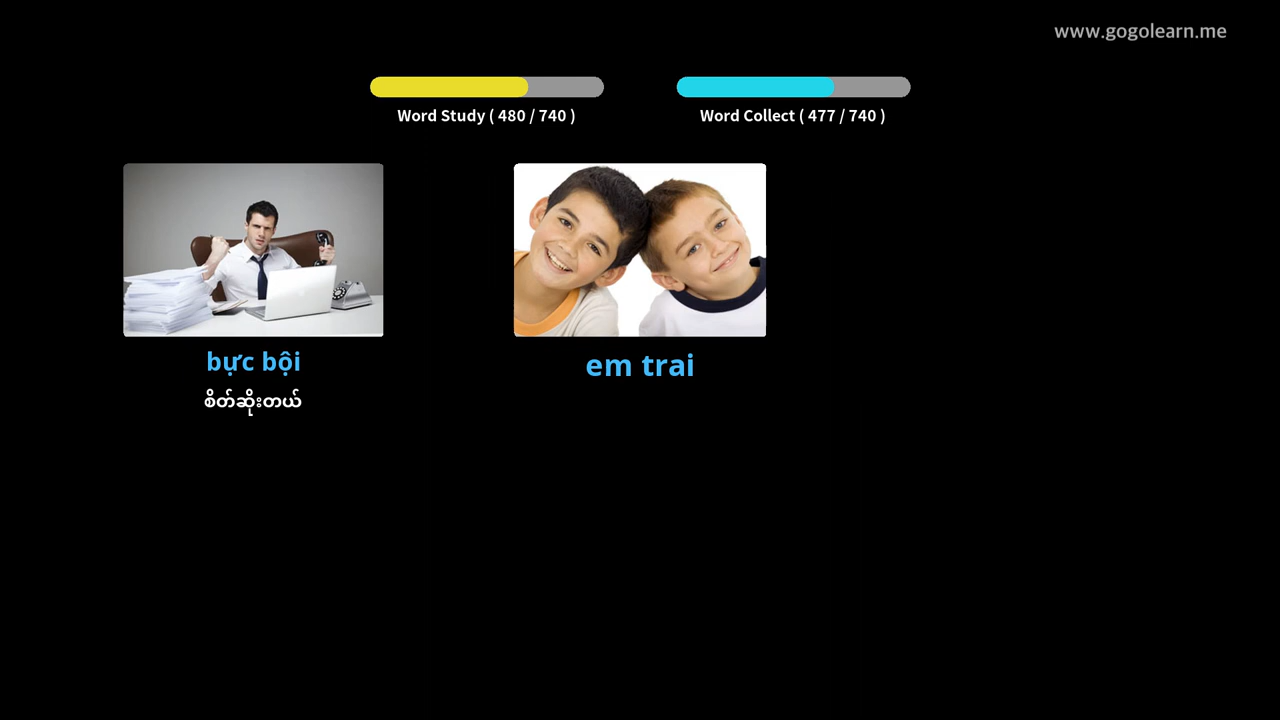 www.gogolearn.me
Word Study ( 480 / 740 )
Word Collect ( 477 / 740 )
bực bội
em trai
စိတ်ဆိုးတယ်